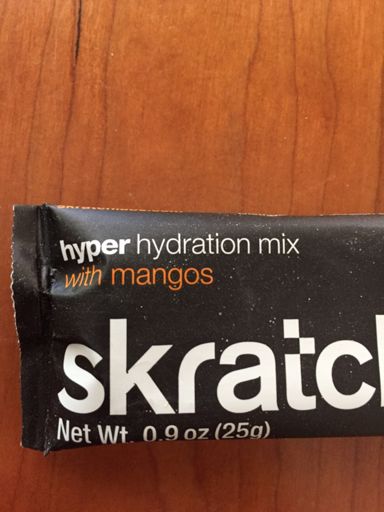 hyper hydration mix
with mangos
skratc
Net Wt. 0.9 oz (25g)